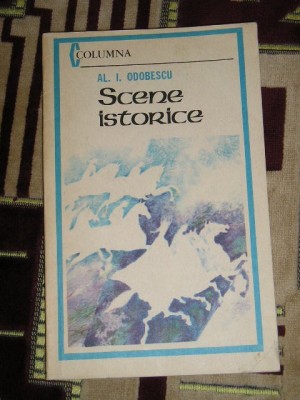 COLUMNA
AL. I. ODOBESCU
Scene
istorice